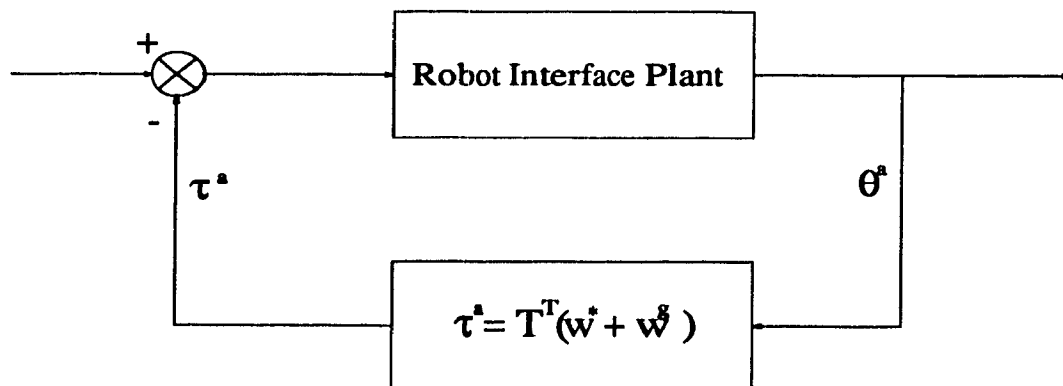 +
Robot Interface Plant
-
τᵃ
θᵃ
τᵃ= Tᵀ(w* + wᵍ )